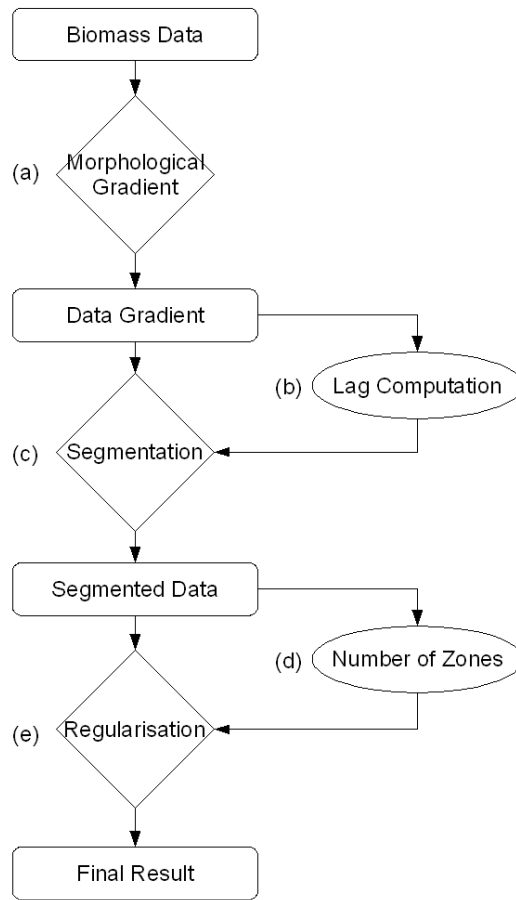 Biomass Data
(a)
Morphological
Gradient
Data Gradient
(b)
Lag Computation
(c)
Segmentation
Segmented Data
(d)
Number of Zones
(e)
Regularisation
Final Result